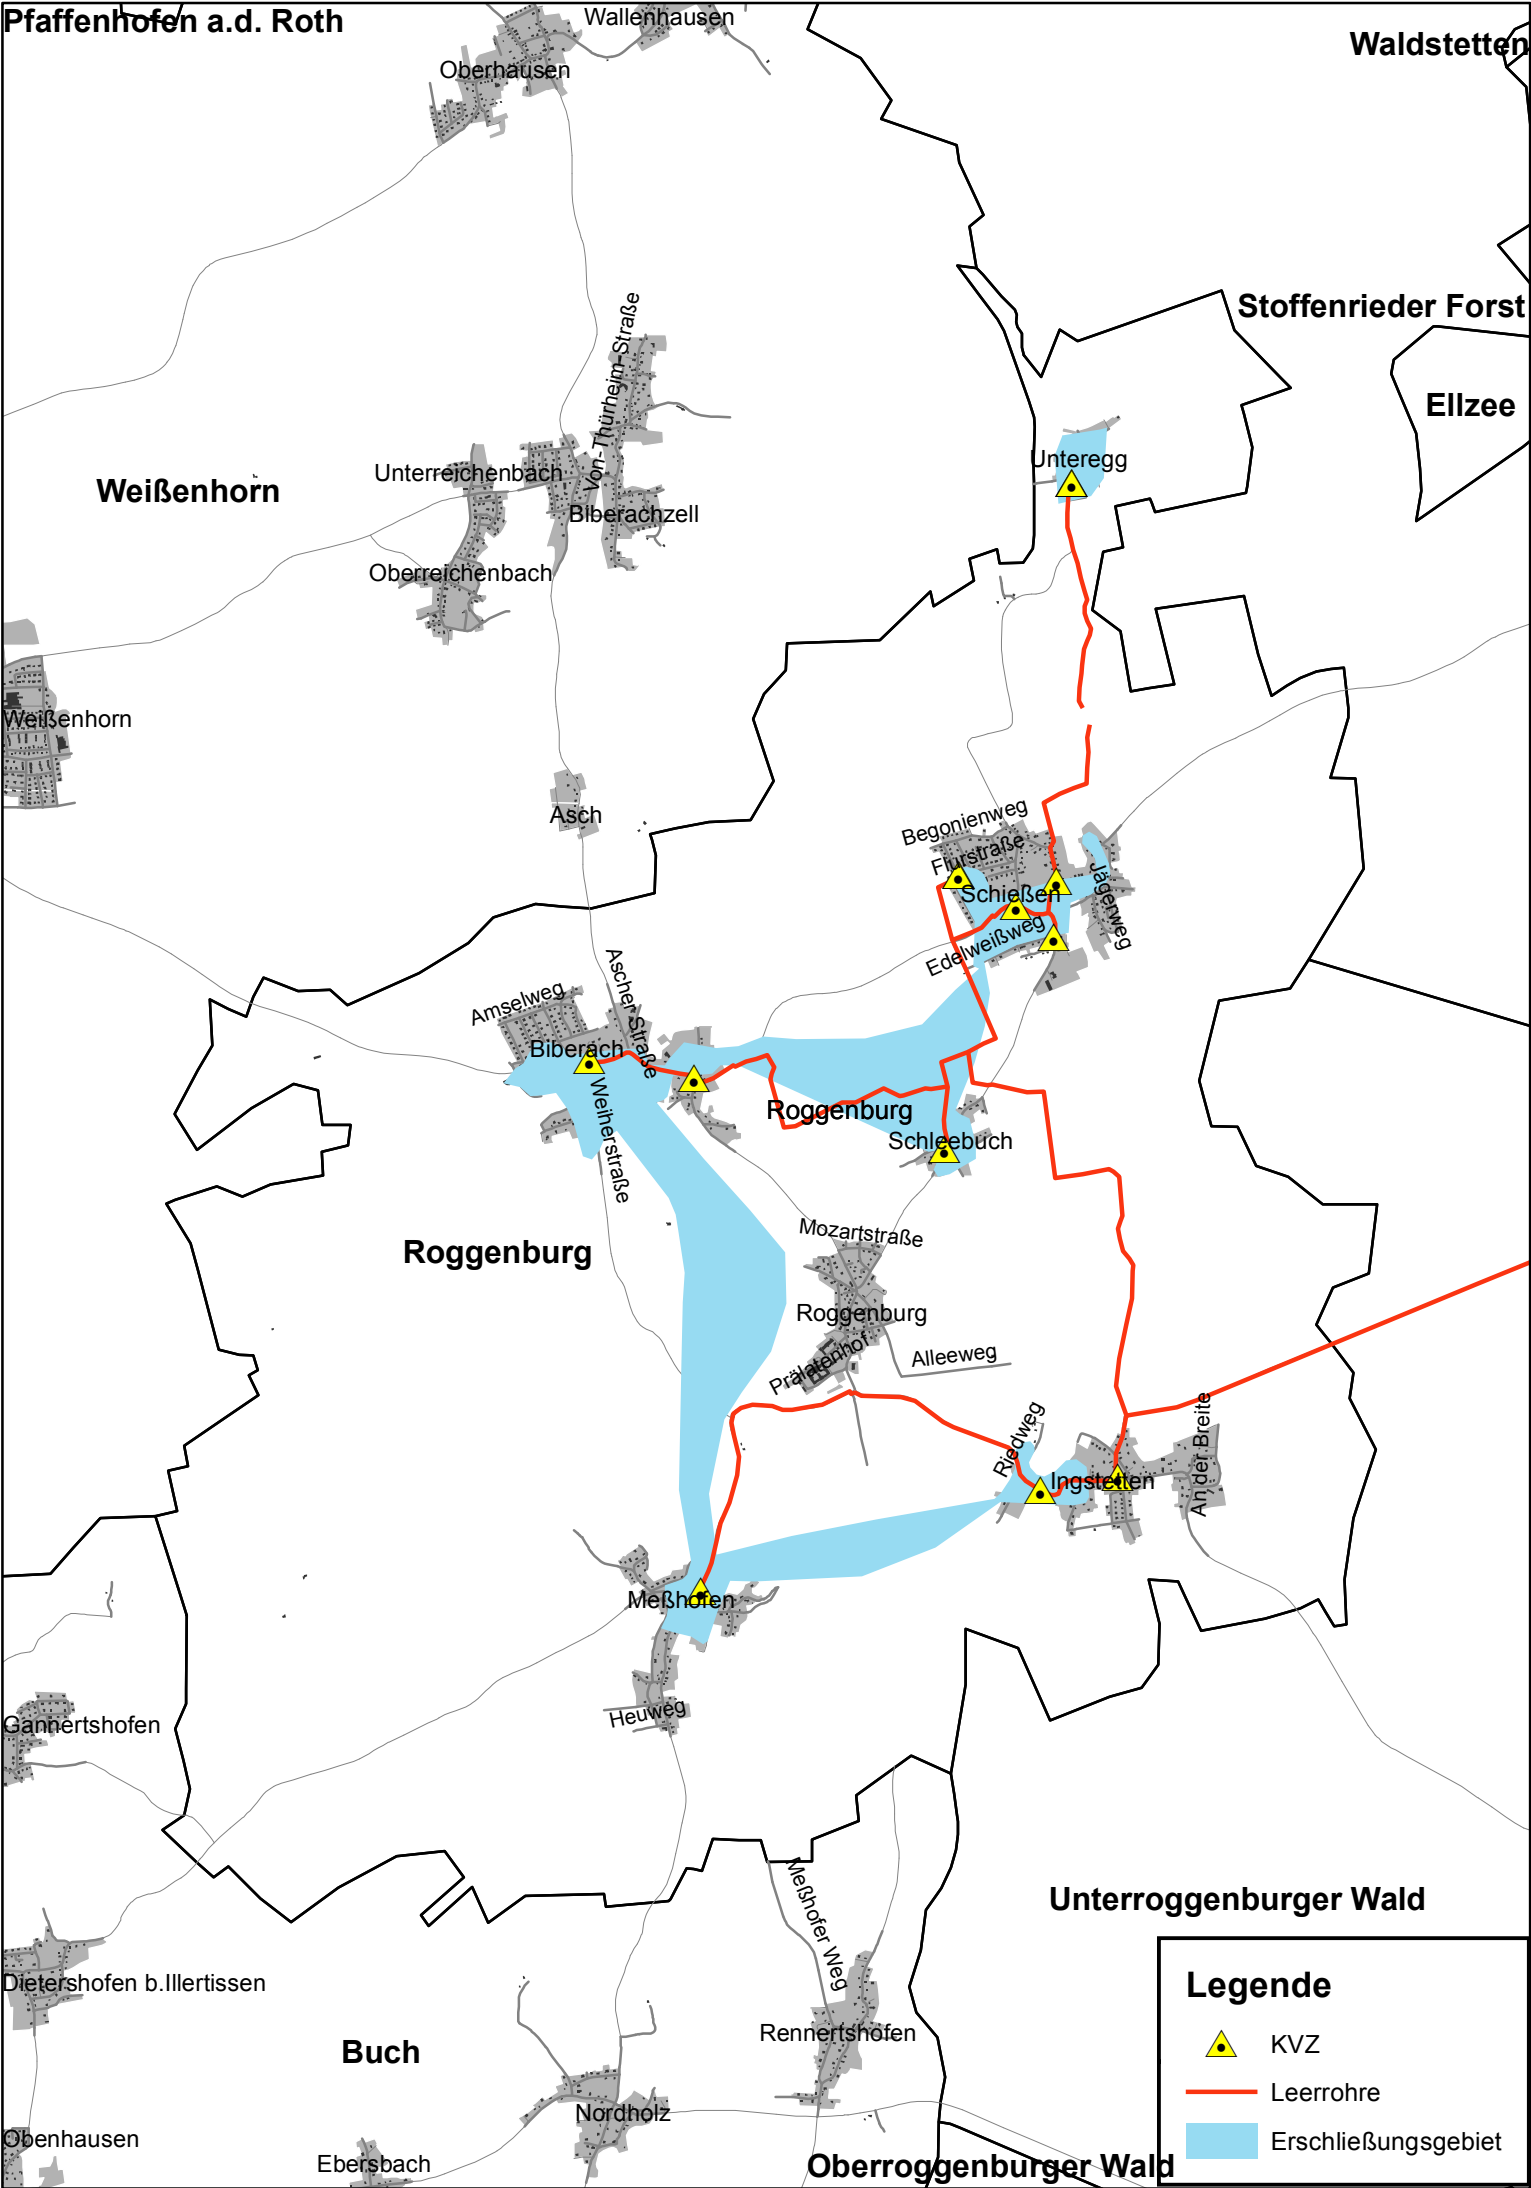 Pfaffenhofen a.d. Roth
Wallenhausen
Waldstetten
Oberhausen
Stoffenrieder Forst
Von-Thürheim-Straße
Ellzee
Unteregg
Unterreichenbach
Weißenhorn
Biberachzell
Oberreichenbach
Weißenhorn
Asch
Begonienweg
Flurstraße
Schießen
Jägerweg
Edelweißweg
Amselweg
Ascher Straße
Biberach
Weiherstraße
Roggenburg
Schleebuch
Mozartstraße
Roggenburg
Roggenburg
Prälatenhof
Alleeweg
Riedweg
An der Breite
Ingstetten
Meßhofen
Heuweg
Gannertshofen
Meßhofer Weg
Unterroggenburger Wald
Dietershofen b.Illertissen
Rennertshofen
Buch
Nordholz
Obenhausen
Ebersbach
Oberroggenburger Wald
Legende
KVZ
Leerrohre
Erschließungsgebiet